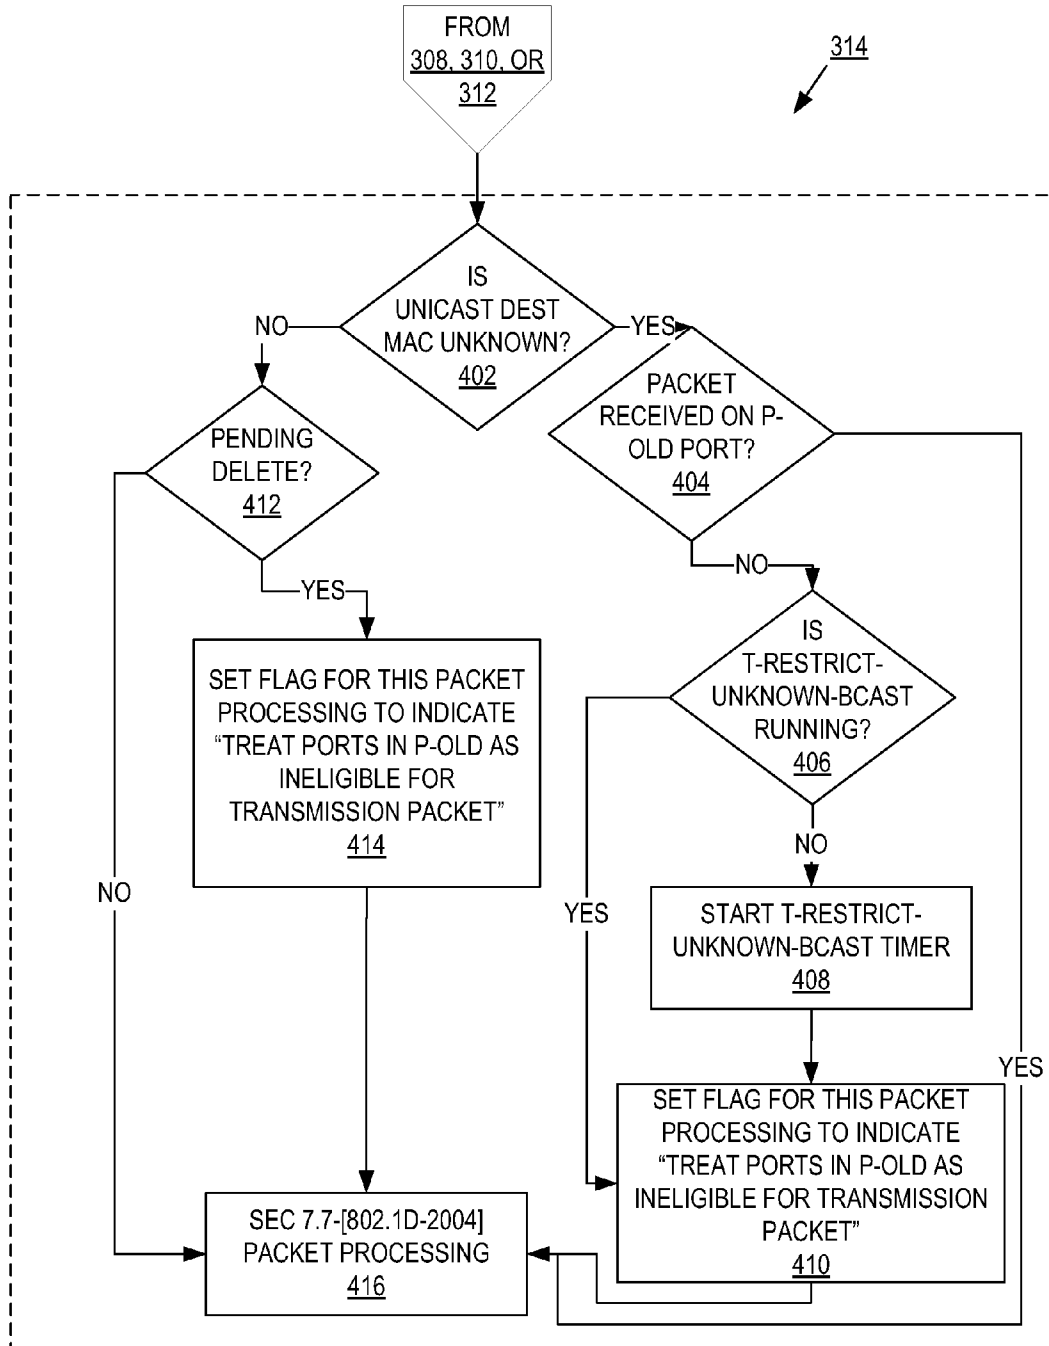 FROM
308, 310, OR
312
314
IS
UNICAST DEST
MAC UNKNOWN?
402
NO
YES
PACKET
RECEIVED ON P-
OLD PORT?
404
PENDING
DELETE?
412
NO
YES
IS
T-RESTRICT-
UNKNOWN-BCAST
RUNNING?
406
SET FLAG FOR THIS PACKET
PROCESSING TO INDICATE
“TREAT PORTS IN P-OLD AS
INELIGIBLE FOR
TRANSMISSION PACKET”
414
NO
NO
YES
START T-RESTRICT-
UNKNOWN-BCAST TIMER
408
YES
SET FLAG FOR THIS PACKET
PROCESSING TO INDICATE
“TREAT PORTS IN P-OLD AS
INELIGIBLE FOR TRANSMISSION
PACKET”
410
SEC 7.7-[802.1D-2004]
PACKET PROCESSING
416